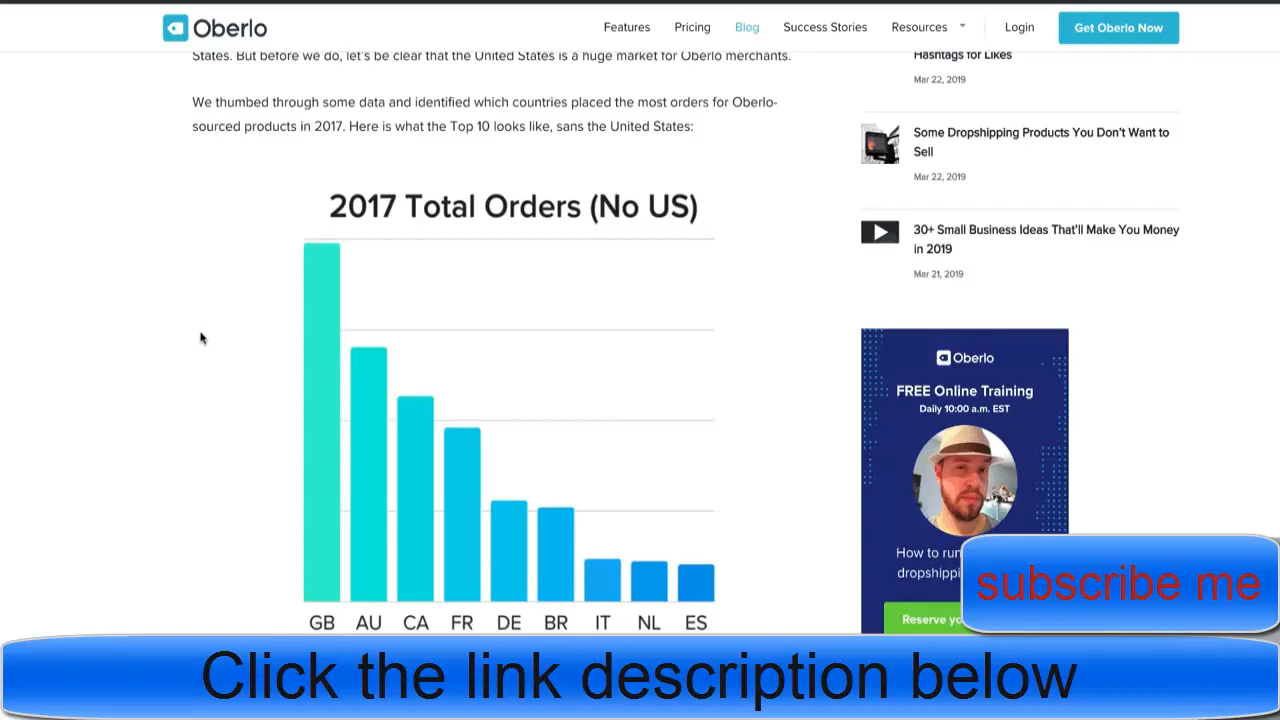 Oberlo
Features Pricing Blog Success Stories Resources Login Get Oberlo Now
States. But before we do, let's be clear that the United States is a huge market for Oberlo merchants.
We thumbed through some data and identified which countries placed the most orders for Oberlo-
sourced products in 2017. Here is what the Top 10 looks like, sans the United States:
2017 Total Orders (No US)
GB AU CA FR DE BR IT NL ES
Hashtags for Likes
Mar 22, 2019
Some Dropshipping Products You Don't Want to
Sell
Mar 22, 2019
30+ Small Business Ideas That'll Make You Money
in 2019
Mar 21, 2019
Oberlo
FREE Online Training
Daily 10:00 a.m. EST
How to run
dropshippi
Reserve yo
subscribe me
Click the link description below